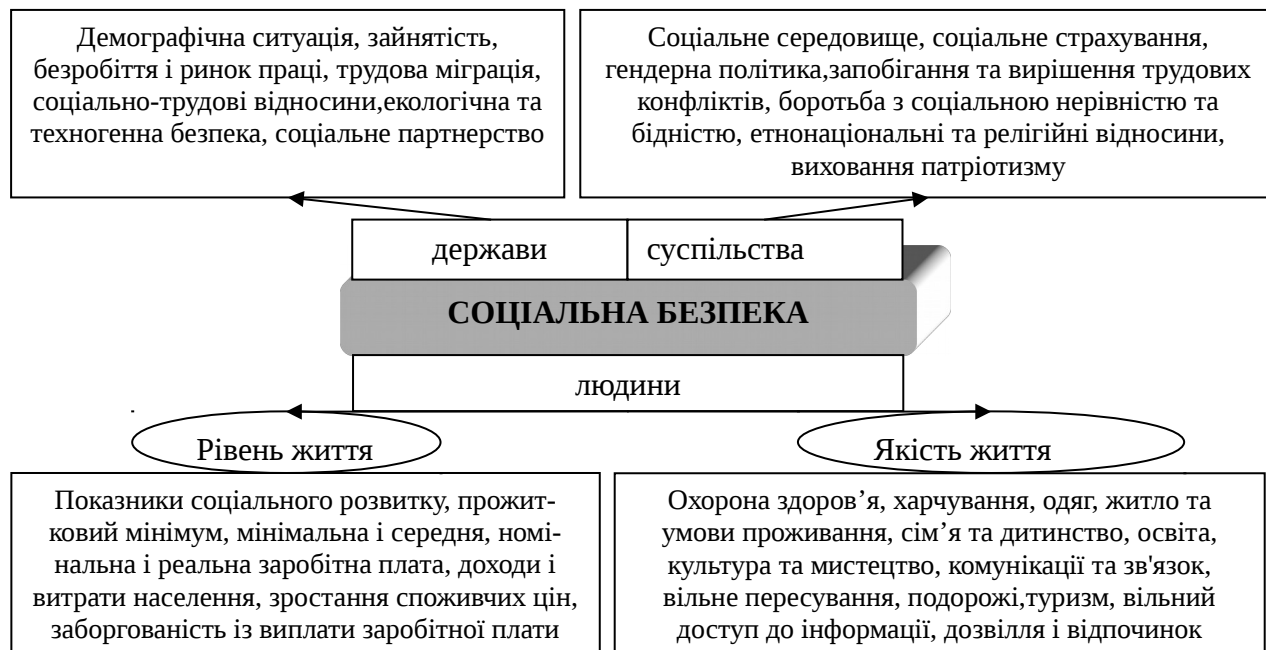 Демографічна ситуація, зайнятість,
безробіття і ринок праці, трудова міграція,
соціально-трудові відносини,екологічна та
техногенна безпека, соціальне партнерство
Соціальне середовище, соціальне страхування,
гендерна політика,запобігання та вирішення трудових
конфліктів, боротьба з соціальною нерівністю та
бідністю, етнонаціональні та релігійні відносини,
виховання патріотизму
держави
суспільства
СОЦІАЛЬНА БЕЗПЕКА
людини
Рівень життя
Якість життя
Показники соціального розвитку, прожит-
ковий мінімум, мінімальна і середня, номі-
нальна і реальна заробітна плата, доходи і
витрати населення, зростання споживчих цін,
заборгованість із виплати заробітної плати
Охорона здоров’я, харчування, одяг, житло та
умови проживання, сім’я та дитинство, освіта,
культура та мистецтво, комунікації та зв'язок,
вільне пересування, подорожі,туризм, вільний
доступ до інформації, дозвілля і відпочинок